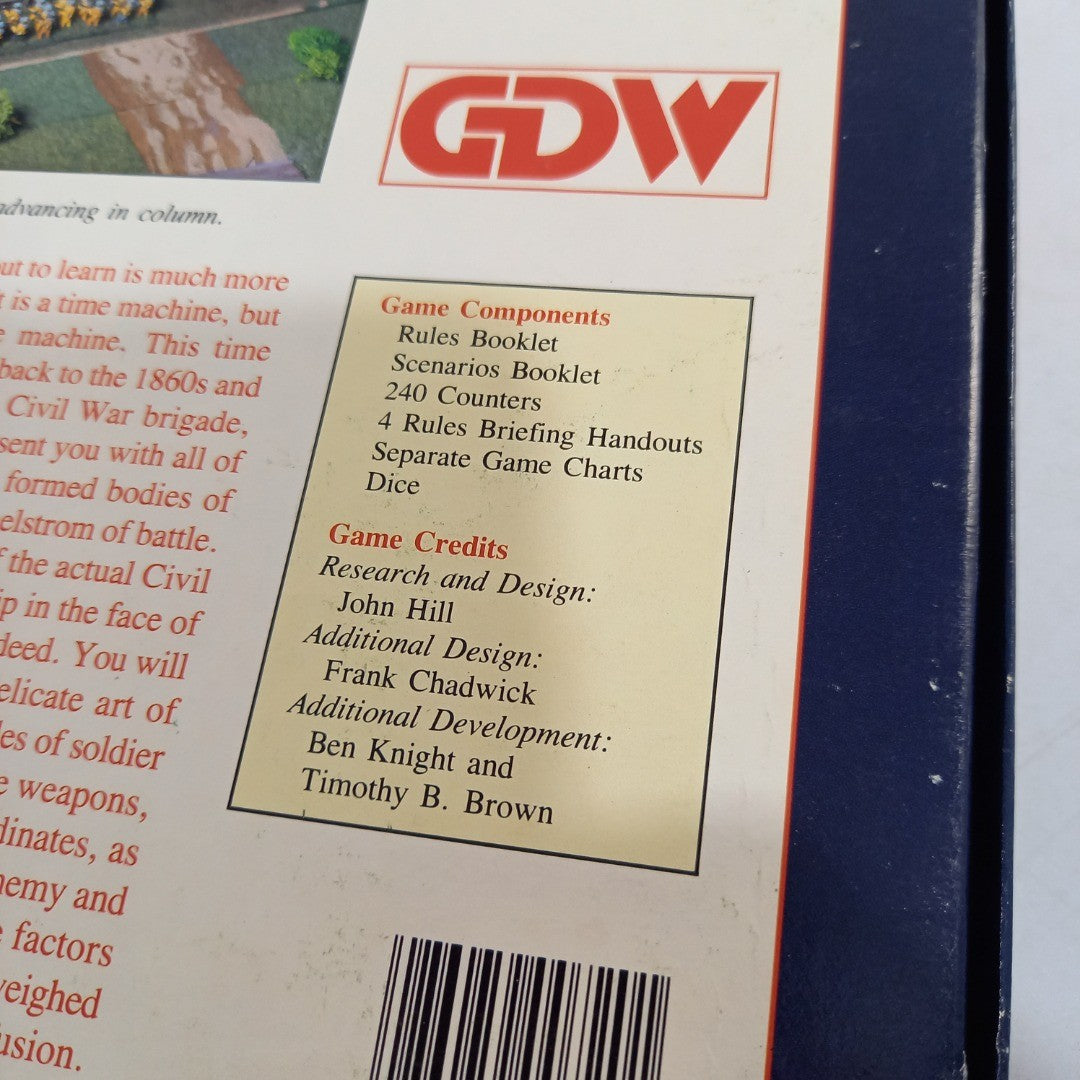 GDW
advancing in column.
out to learn is much more
is a time machine, but
machine. This time
back to the 1860s and
Civil War brigade,
sent you with all of
formed bodies of
elstrom of battle.
f the actual Civil
ip in the face of
deed. You will
elicate art of
les of soldier
e weapons,
dinates, as
nemy and
factors
weighed
usion.
Game Components
Rules Booklet
Scenarios Booklet
240 Counters
4 Rules Briefing Handouts
Separate Game Charts
Dice
Game Credits
Research and Design:
John Hill
Additional Design:
Frank Chadwick
Additional Development:
Ben Knight and
Timothy B. Brown